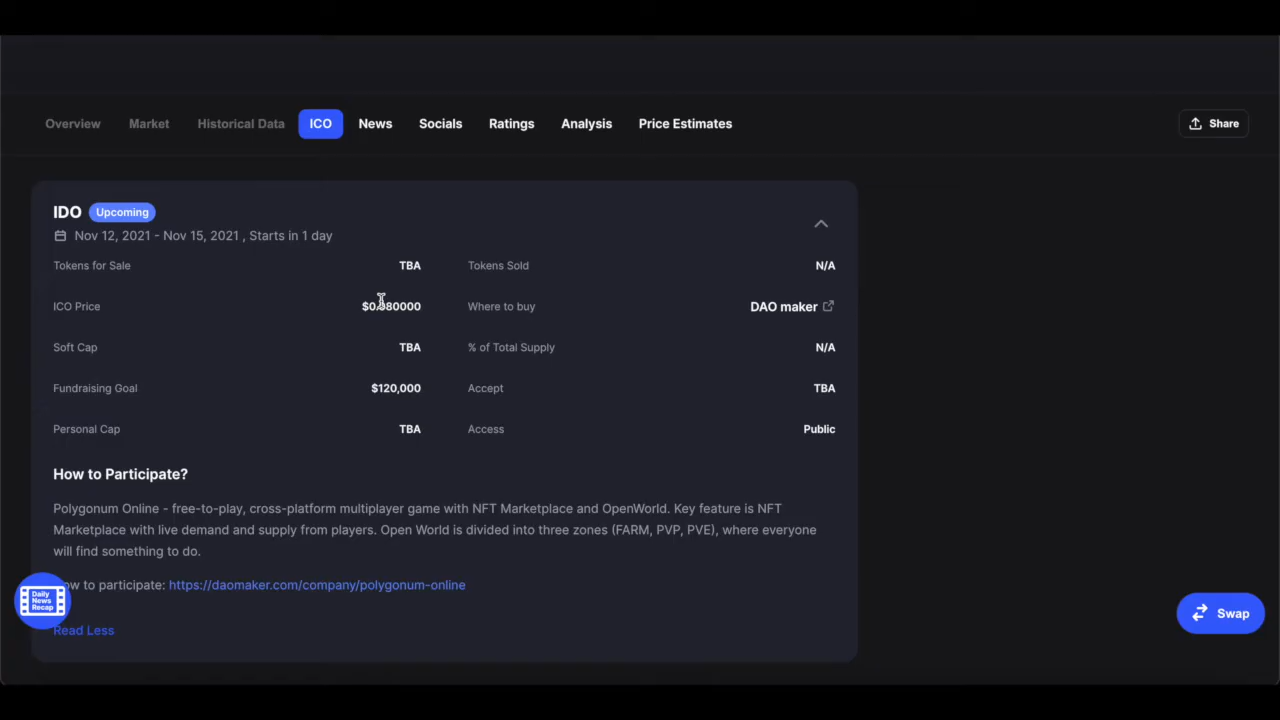 Overview Market Historical Data ICO News Socials Ratings Analysis Price Estimates Share
IDO Upcoming
Nov 12, 2021 - Nov 15, 2021 , Starts in 1 day
Tokens for Sale TBA Tokens Sold N/A
ICO Price Where to buy DAO maker
Soft Cap TBA % of Total Supply N/A
Fundraising Goal $120,000 Accept TBA
Personal Cap TBA Access Public
How to Participate?
Polygonum Online - free-to-play, cross-platform multiplayer game with NFT Marketplace and OpenWorld. Key feature is NFT
Marketplace with live demand and supply from players. Open World is divided into three zones (FARM, PVP, PVE), where everyone
will find something to do.
to participate: https://daomaker.com/company/polygonum-online
Daily
News
Recap
Swap
Read Less